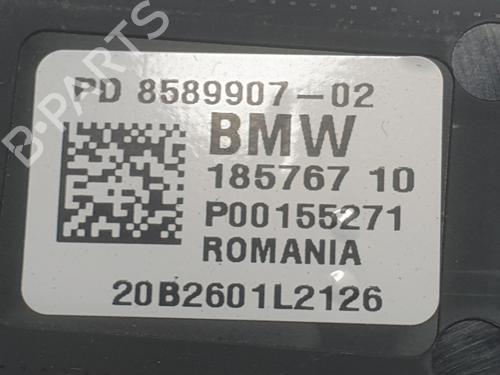 B-PARTS
PD 8589907-02
BMW
185767 10
P00155271
ROMANIA
20B2601L2126